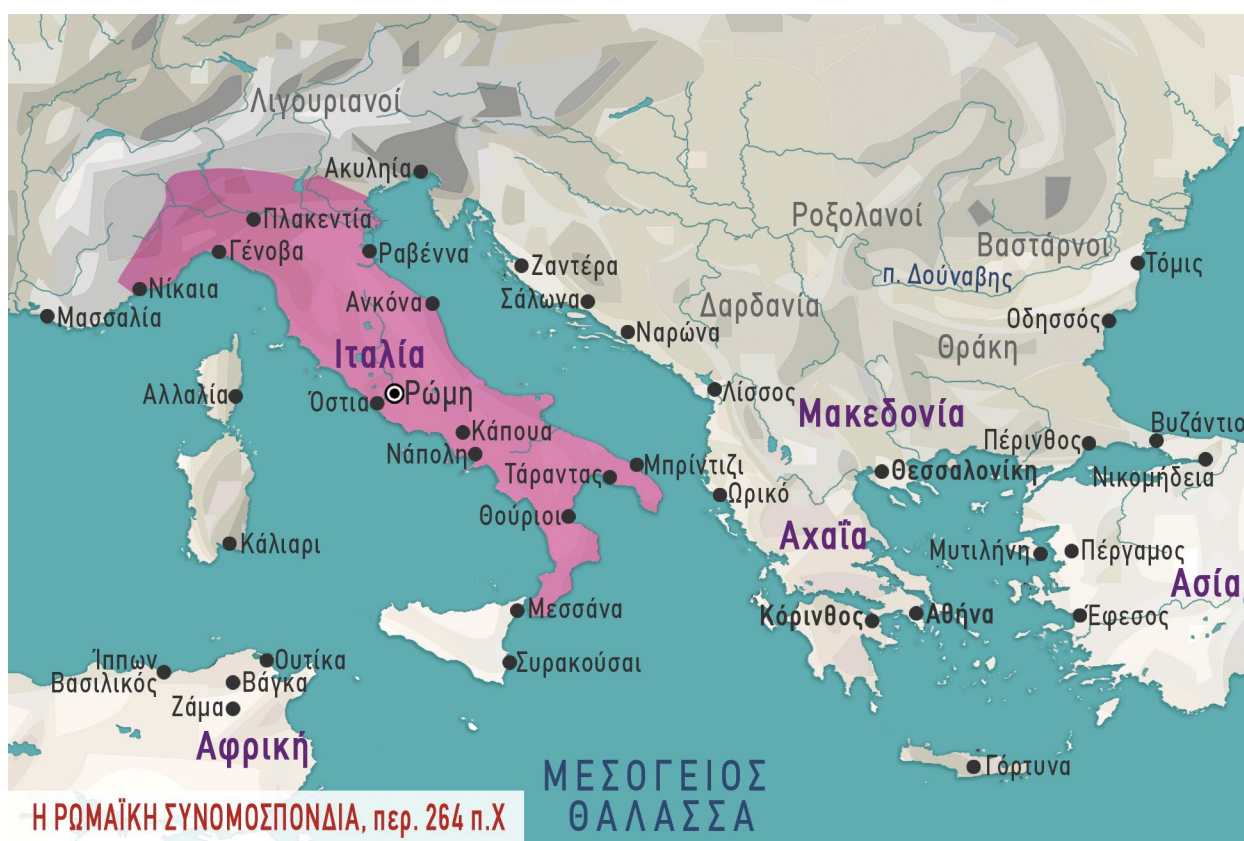 Λιγουριανοί
Ακυληία
Πλακεντία
Γένοβα
Ραβέννα
Νίκαια
Μασσαλία
Ανκόνα
Ζαντέρα
Σάλωνα
Ναρώνα
Δαρδανία
Ροξολανοί
Βαστάρνοι
π. Δούναβης
Τόμις
Οδησσός
Θράκη
Ιταλία
Ρώμη
Όστια
Αλλαλία
Κάπουα
Νάπολη
Τάραντας
Μπρίντιζι
Θούριοι
Κάλιαρι
Λίσσος
Μακεδονία
Πέρινθος
Βυζάντιο
Νικομήδεια
Θεσσαλονίκη
Ωρικό
Αχαΐα
Μυτιλήνη
Πέργαμος
Ασία
Έφεσος
Κόρινθος
Αθήνα
Μεσσάνα
Συρακούσαι
Ίππων
Βασιλικός
Ουτίκα
Βάγκα
Ζάμα
Αφρική
Γόρτυνα
ΜΕΣΟΓΕΙΟΣ
ΘΑΛΑΣΣΑ
Η ΡΩΜΑΪΚΗ ΣΥΝΟΜΟΣΠΟΝΔΙΑ, περ. 264 π.Χ